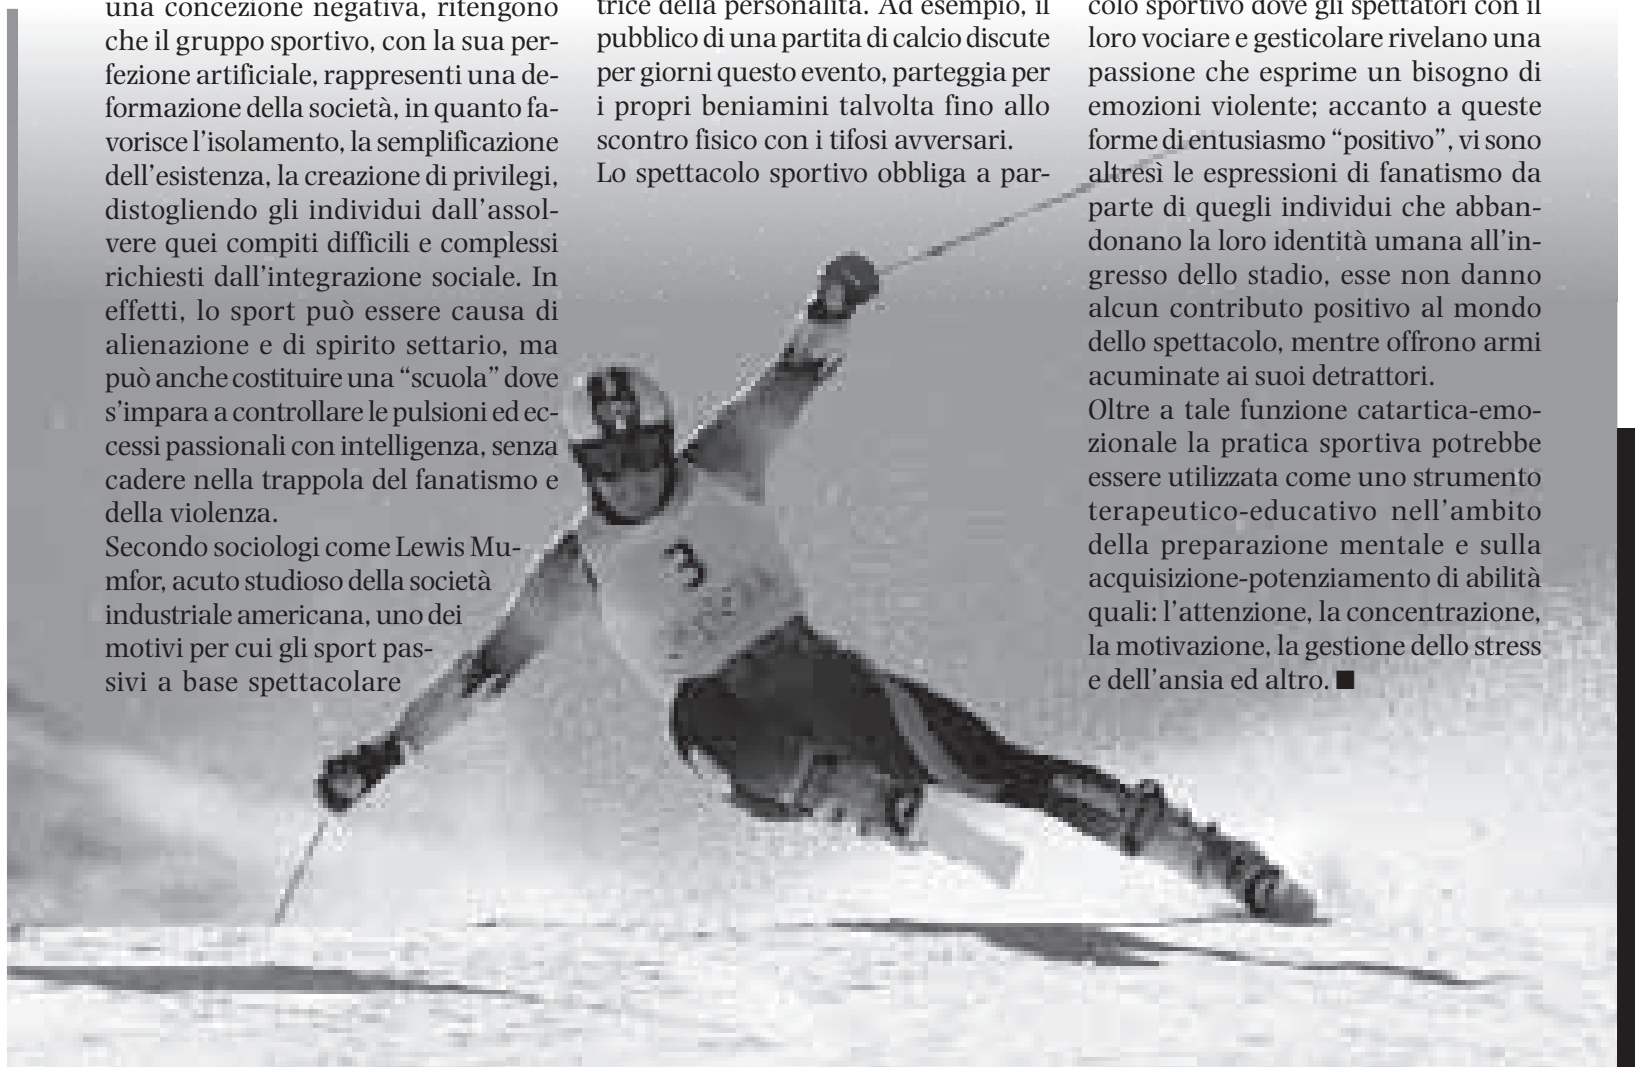 una concezione negativa, ritengono
che il gruppo sportivo, con la sua per-
fezione artificiale, rappresenti una de-
formazione della società, in quanto fa-
vorisce l'isolamento, la semplificazione
dell'esistenza, la creazione di privilegi,
distogliendo gli individui dall'assol-
vere quei compiti difficili e complessi
richiesti dall'integrazione sociale. In
effetti, lo sport può essere causa di
alienazione e di spirito settario, ma
può anche costituire una “scuola” dove
s'impara a controllare le pulsioni ed ec-
cessi passionali con intelligenza, senza
cadere nella trappola del fanatismo e
della violenza.
Secondo sociologi come Lewis Mu-
mfor, acuto studioso della società
industriale americana, uno dei
motivi per cui gli sport pas-
sivi a base spettacolare
trice della personalità. Ad esempio, il
pubblico di una partita di calcio discute
per giorni questo evento, parteggia per
i propri beniamini talvolta fino allo
scontro fisico con i tifosi avversari.
Lo spettacolo sportivo obbliga a par-
colo sportivo dove gli spettatori con il
loro vociare e gesticolare rivelano una
passione che esprime un bisogno di
emozioni violente; accanto a queste
forme di entusiasmo “positivo”, vi sono
altresì le espressioni di fanatismo da
parte di quegli individui che abban-
donano la loro identità umana all'in-
gresso dello stadio, esse non danno
alcun contributo positivo al mondo
dello spettacolo, mentre offrono armi
acuminate ai suoi detrattori.
Oltre a tale funzione catartica-emo-
zionale la pratica sportiva potrebbe
essere utilizzata come uno strumento
terapeutico-educativo nell'ambito
della preparazione mentale e sulla
acquisizione-potenziamento di abilità
quali: l'attenzione, la concentrazione,
la motivazione, la gestione dello stress
e dell'ansia ed altro. ■
3